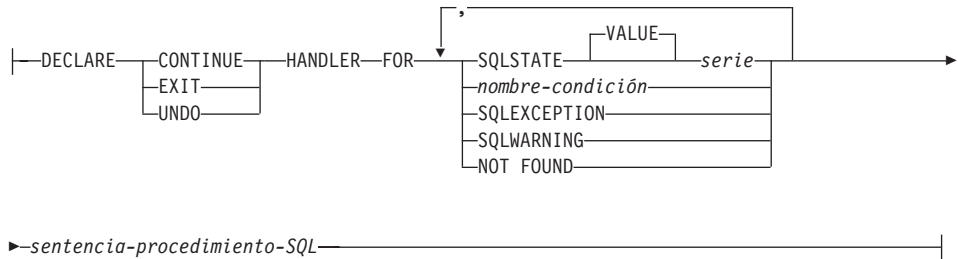 ,
VALUE
DECLARE CONTINUE HANDLER FOR SQLSTATE serie
EXIT nombre-condición
UNDO SQLEXCEPTION
SQLWARNING
NOT FOUND
sentencia-procedimiento-SQL